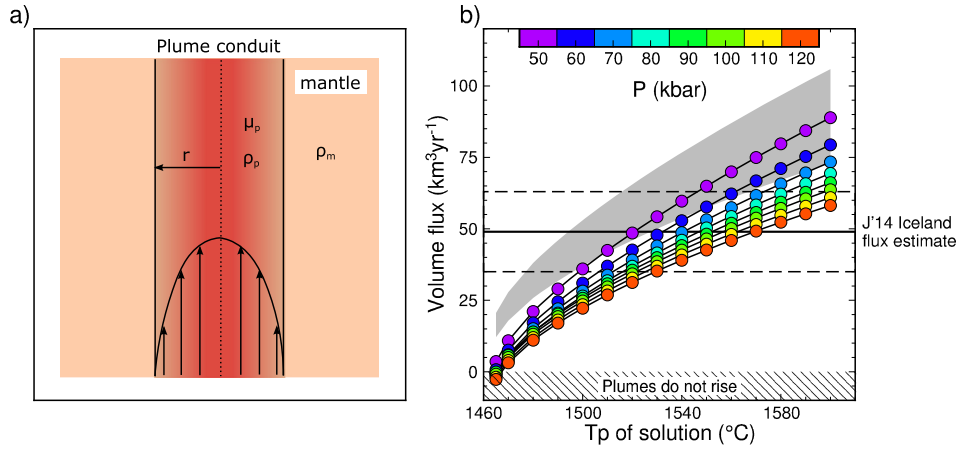 a)
Plume conduit
mantle
μp
ρp
ρm
r
b)
50 60 70 80 90 100 110 120
P (kbar)
Volume flux (km³yr⁻¹)
100
75
50
25
0
J'14 Iceland
flux estimate
Plumes do not rise
1460 1500 1540 1580
Tp of solution (°C)